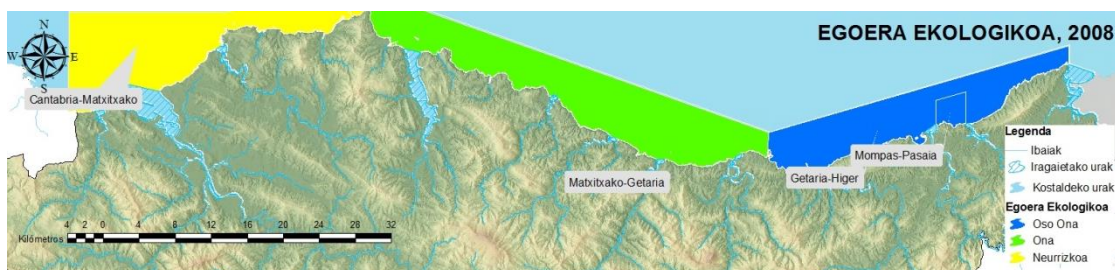 EGOERA EKOLOGIKOA, 2008
N
W E
S
Cantabria-Matxitxako
Matxitxako-Getaria
Getaria-Higer
Mompas-Pasaia
Legenda
Ibaiak
Iragaietako urak
Kostaldeko urak
Egoera Ekologikoa
Oso Ona
Ona
Neurrizkoa
4 2 0 4 8 12 16 20 24 28 32
Kilómetros